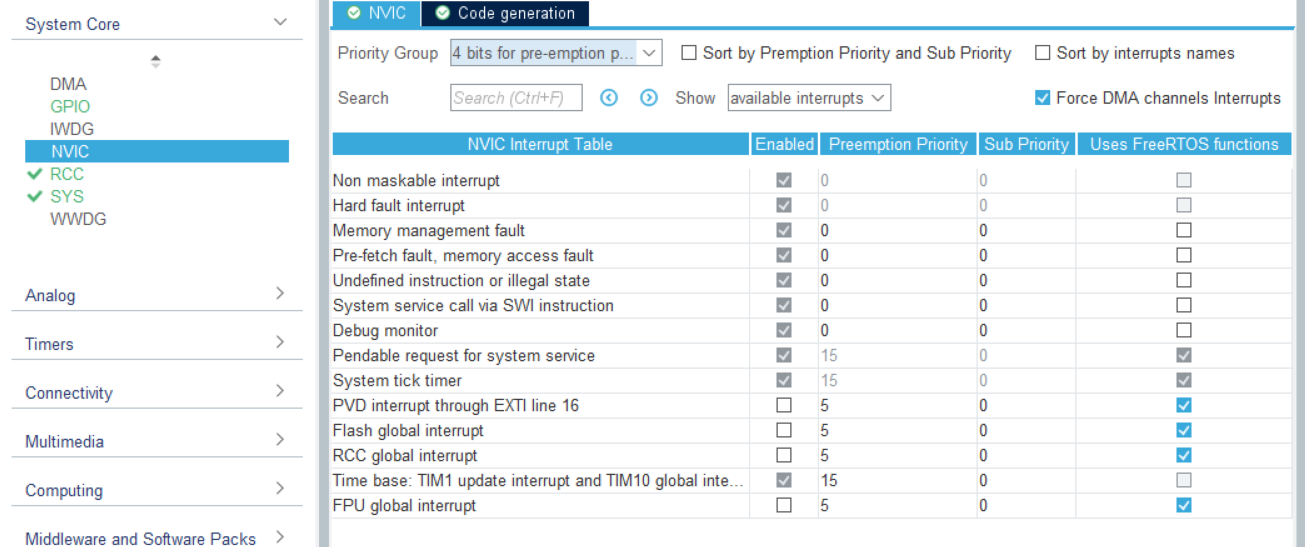 System Core
DMA
GPIO
IWDG
NVIC
RCC
SYS
WWDG
Analog
Timers
Connectivity
Multimedia
Computing
Middleware and Software Packs
NVIC Code generation
Priority Group 4 bits for pre-emption p... Sort by Premption Priority and Sub Priority Sort by interrupts names
Search Search (Ctrl+F) Show available interrupts Force DMA channels Interrupts
NVIC Interrupt Table Enabled Preemption Priority Sub Priority Uses FreeRTOS functions
Non maskable interrupt 0 0
Hard fault interrupt 0 0
Memory management fault 0 0
Pre-fetch fault, memory access fault 0 0
Undefined instruction or illegal state 0 0
System service call via SWI instruction 0 0
Debug monitor 0 0
Pendable request for system service 15 0
System tick timer 15 0
PVD interrupt through EXTI line 16 5 0
Flash global interrupt 5 0
RCC global interrupt 5 0
Time base: TIM1 update interrupt and TIM10 global inte... 15 0
FPU global interrupt 5 0